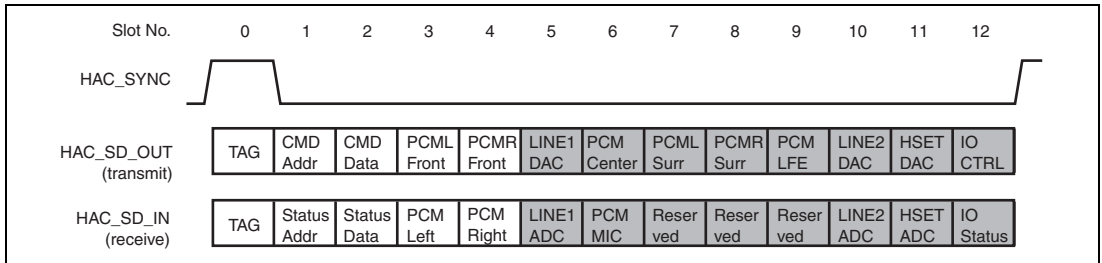 Slot No. 0 1 2 3 4 5 6 7 8 9 10 11 12
HAC_SYNC
HAC_SD_OUT
(transmit)
TAG CMD Addr CMD Data PCML Front PCMR Front LINE1 DAC PCM Center PCML Surr PCMR Surr PCM LFE LINE2 DAC HSET DAC IO CTRL
HAC_SD_IN
(receive)
TAG Status Addr Status Data PCM Left PCM Right LINE1 ADC PCM MIC Reser ved Reser ved Reser ved LINE2 ADC HSET ADC IO Status